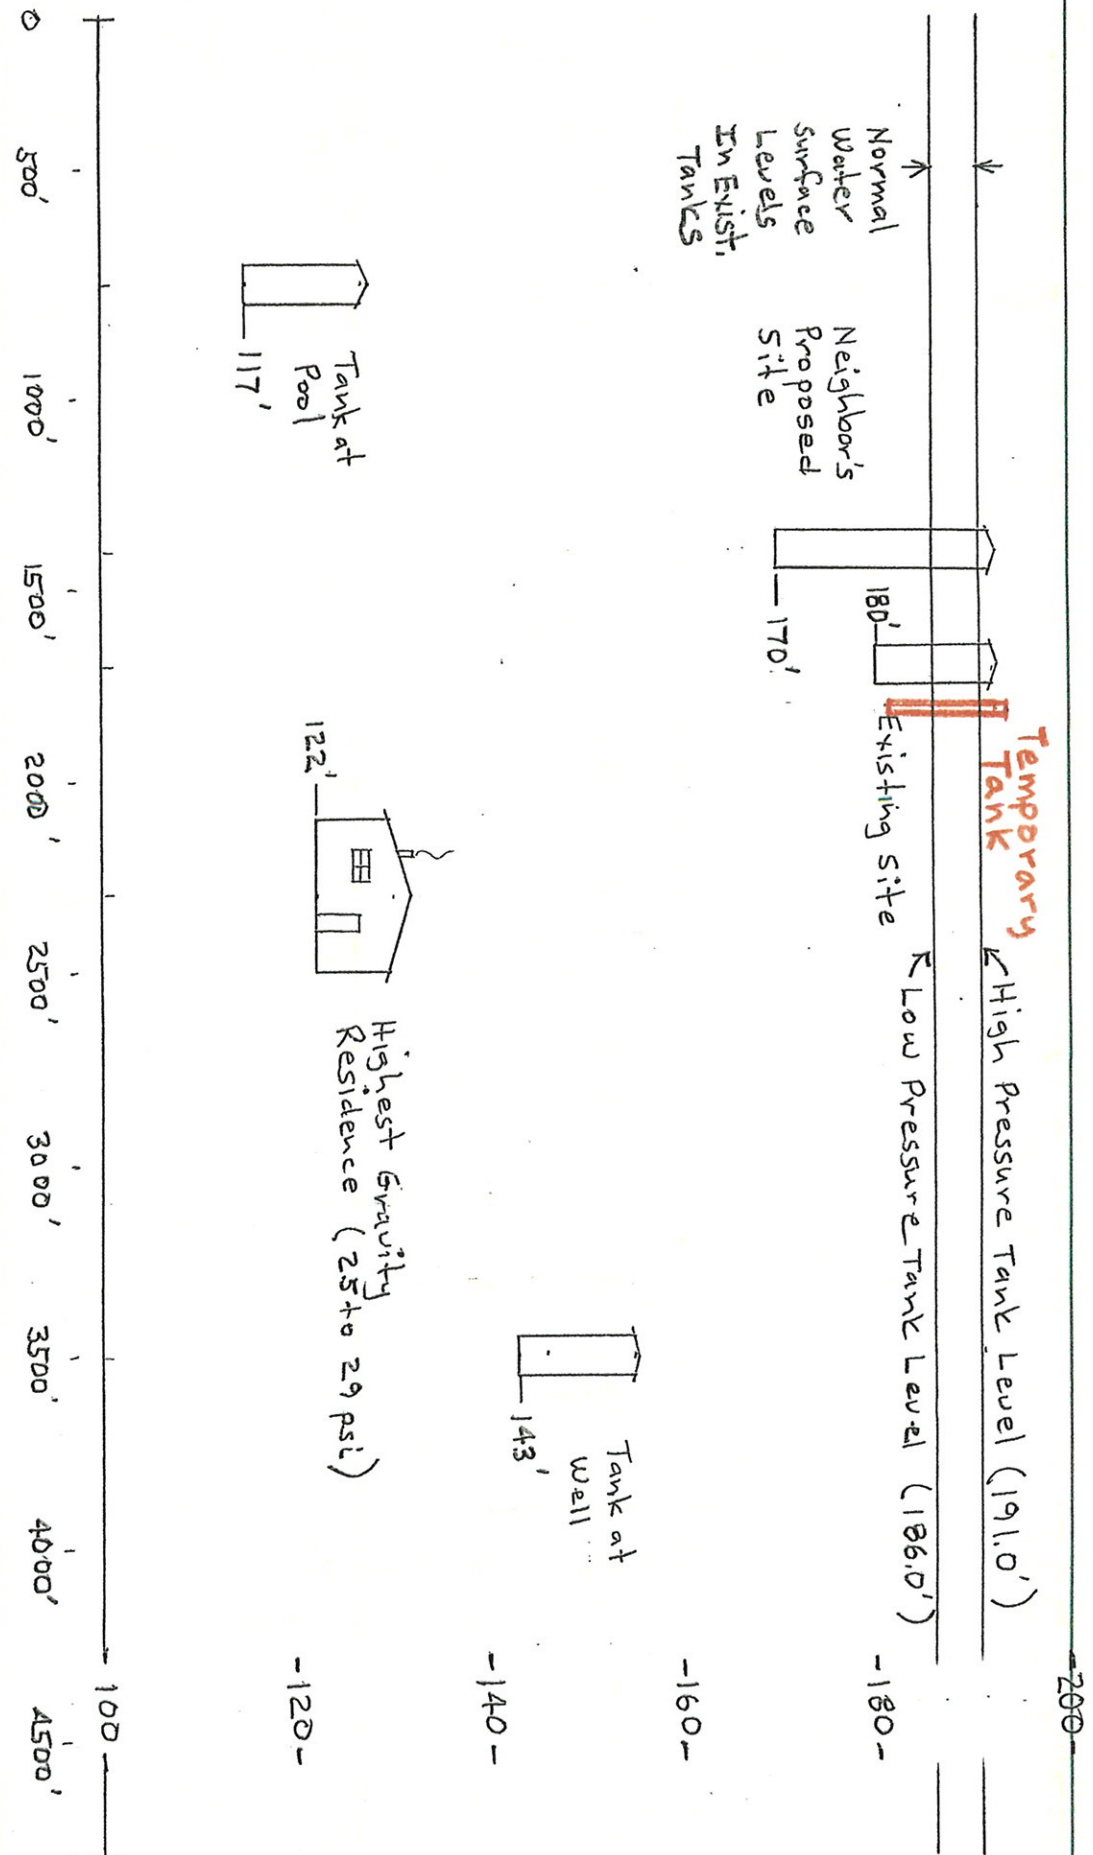 Normal
Water
Surface
Levels
In Exist.
Tanks
Neighbor's
Proposed
Site
170'
180'
Existing Site
Temporary
Tank
High Pressure Tank Level (191.0')
Low Pressure Tank Level (186.0')
Tank at
Pool
117'
122'
Highest Gravity
Residence (25 to 29 psi)
Tank at
Well
143'
-200-
-180-
-160-
-140-
-120-
100-
0
500'
1000'
1500'
2000'
2500'
3000'
3500'
4000'
4500'